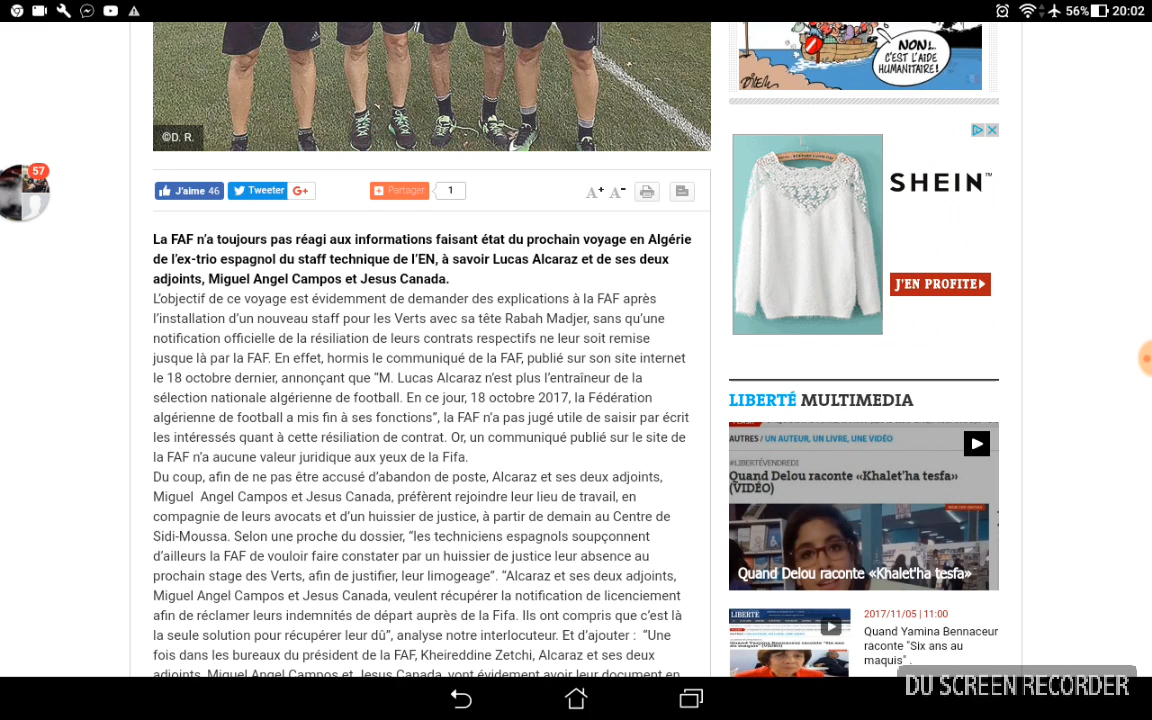 56% 20:02
NON!..
C'EST L'AIDE
HUMANITAIRE!
©D. R.
57
J'aime 46
Tweeter
G+
Partager
1
A+ A-
La FAF n'a toujours pas réagi aux informations faisant état du prochain voyage en Algérie
de l'ex-trio espagnol du staff technique de l'EN, à savoir Lucas Alcaraz et de ses deux
adjoints, Miguel Angel Campos et Jesus Canada.
L'objectif de ce voyage est évidemment de demander des explications à la FAF après
l'installation d'un nouveau staff pour les Verts avec sa tête Rabah Madjer, sans qu'une
notification officielle de la résiliation de leurs contrats respectifs ne leur soit remise
jusque là par la FAF. En effet, hormis le communiqué de la FAF, publié sur son site internet
le 18 octobre dernier, annonçant que "M. Lucas Alcaraz n'est plus l'entraîneur de la
sélection nationale algérienne de football. En ce jour, 18 octobre 2017, la Fédération
algérienne de football a mis fin à ses fonctions", la FAF n'a pas jugé utile de saisir par écrit
les intéressés quant à cette résiliation de contrat. Or, un communiqué publié sur le site de
la FAF n'a aucune valeur juridique aux yeux de la Fifa.
Du coup, afin de ne pas être accusé d'abandon de poste, Alcaraz et ses deux adjoints,
Miguel Angel Campos et Jesus Canada, préfèrent rejoindre leur lieu de travail, en
compagnie de leurs avocats et d'un huissier de justice, à partir de demain au Centre de
Sidi-Moussa. Selon une proche du dossier, "les techniciens espagnols soupçonnent
d'ailleurs la FAF de vouloir faire constater par un huissier de justice leur absence au
prochain stage des Verts, afin de justifier, leur limogeage". "Alcaraz et ses deux adjoints,
Miguel Angel Campos et Jesus Canada, veulent récupérer la notification de licenciement
afin de réclamer leurs indemnités de départ auprès de la Fifa. Ils ont compris que c'est là
la seule solution pour récupérer leur dû", analyse notre interlocuteur. Et d'ajouter : "Une
fois dans les bureaux du président de la FAF, Kheireddine Zetchi, Alcaraz et ses deux
adjoints, Miguel Angel Campos et Jesus Canada, vont évidement avoir leur document en
SHEIN™
J'EN PROFITE
LIBERTÉ MULTIMEDIA
AUTRES / UN AUTEUR, UN LIVRE, UNE VIDÉO
#LIBERTÉVENDREDI
Quand Delou raconte «Khalet'ha tesfa»
(VIDÉO)
Quand Delou raconte «Khalet'ha tesfa»
LIBERTE
2017/11/05 | 11:00
Quand Yamina Bennaceur
raconte "Six ans au
maquis" .
DU SCREEN RECORDER